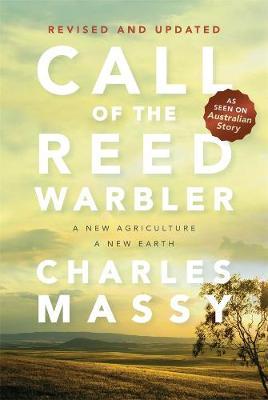 REVISED AND UPDATED
CALL
OF THE
REED
WARBLER
AS
SEEN ON
Australian
Story
A NEW AGRICULTURE
A NEW EARTH
CHARLES
MASSY